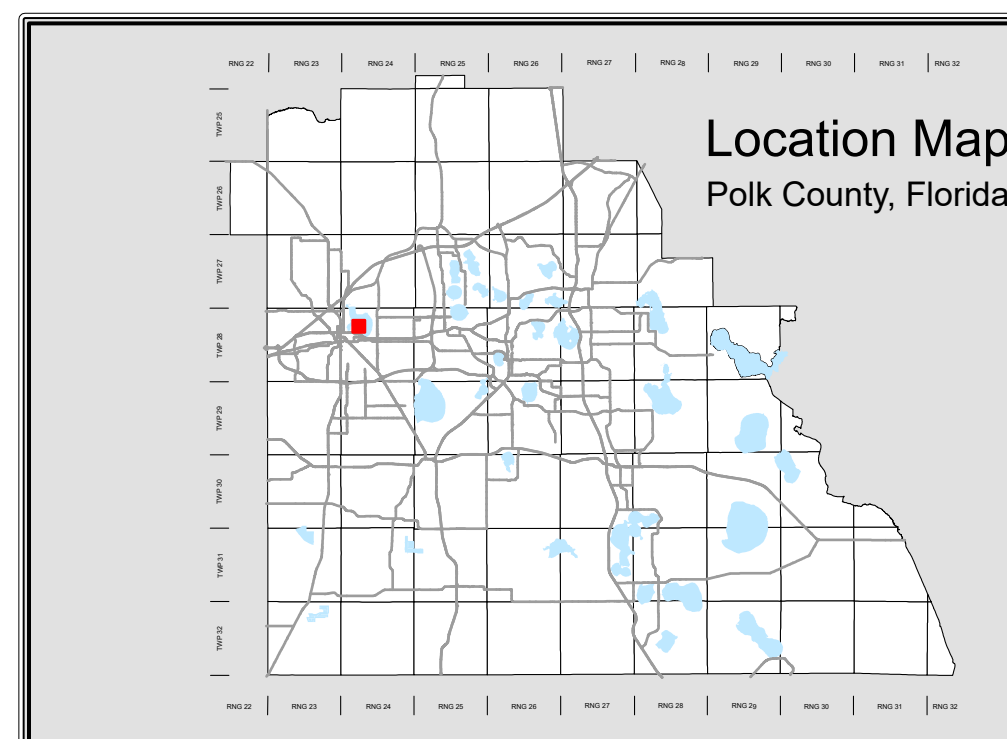 RNG 22 RNG 23 RNG 24 RNG 25 RNG 26 RNG 27 RNG 28 RNG 29 RNG 30 RNG 31 RNG 32
Location Map
Polk County, Florida
TWP 25
TWP 26
TWP 27
TWP 28
TWP 29
TWP 30
TWP 31
TWP 32
RNG 22 RNG 23 RNG 24 RNG 25 RNG 26 RNG 27 RNG 28 RNG 29 RNG 30 RNG 31 RNG 32